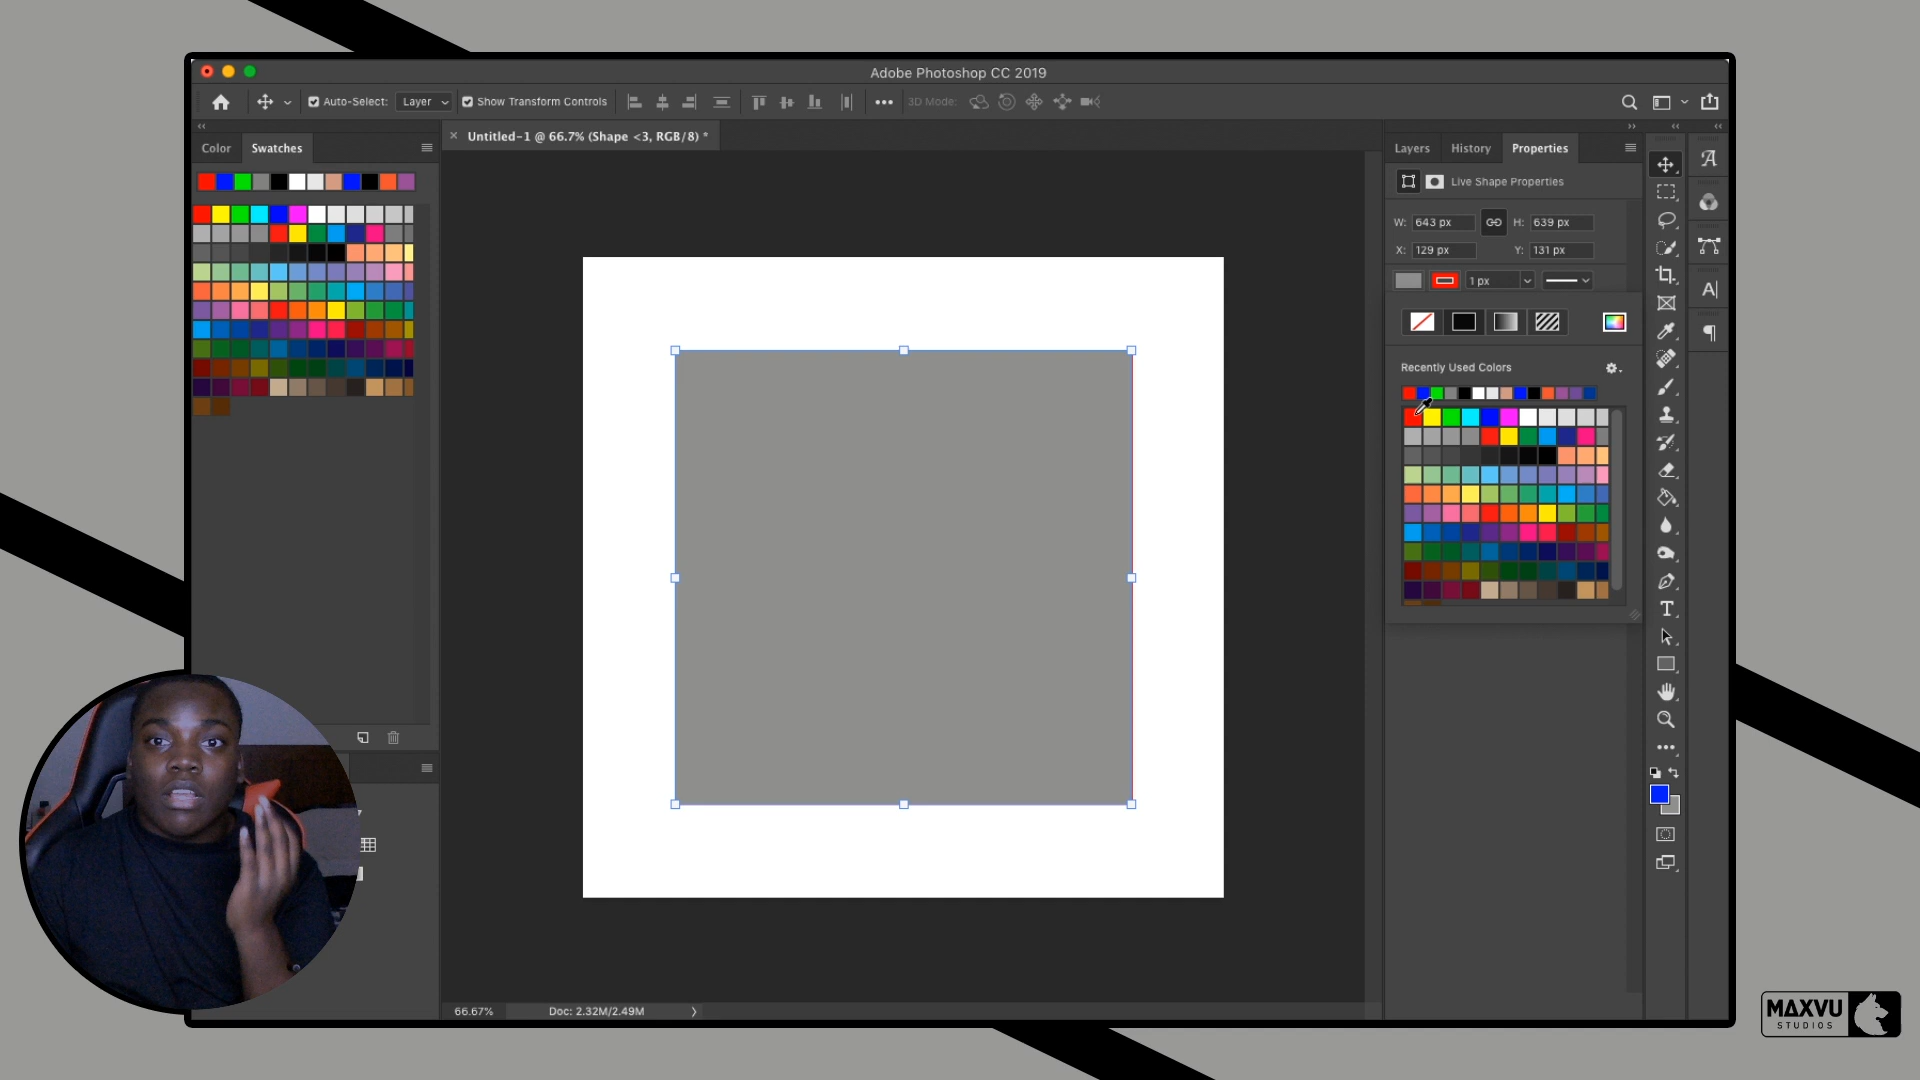 Adobe Photoshop CC 2019
Auto-Select: Layer Show Transform Controls 3D Mode:
Untitled-1 @ 66.7% (Shape <3, RGB/8) *
Color Swatches
Layers History Properties
Live Shape Properties
W: 643 px H: 639 px
X: 129 px Y: 131 px
1 px
Recently Used Colors
66.67% Doc: 2.32M/2.49M
MAXVU
STUDIOS